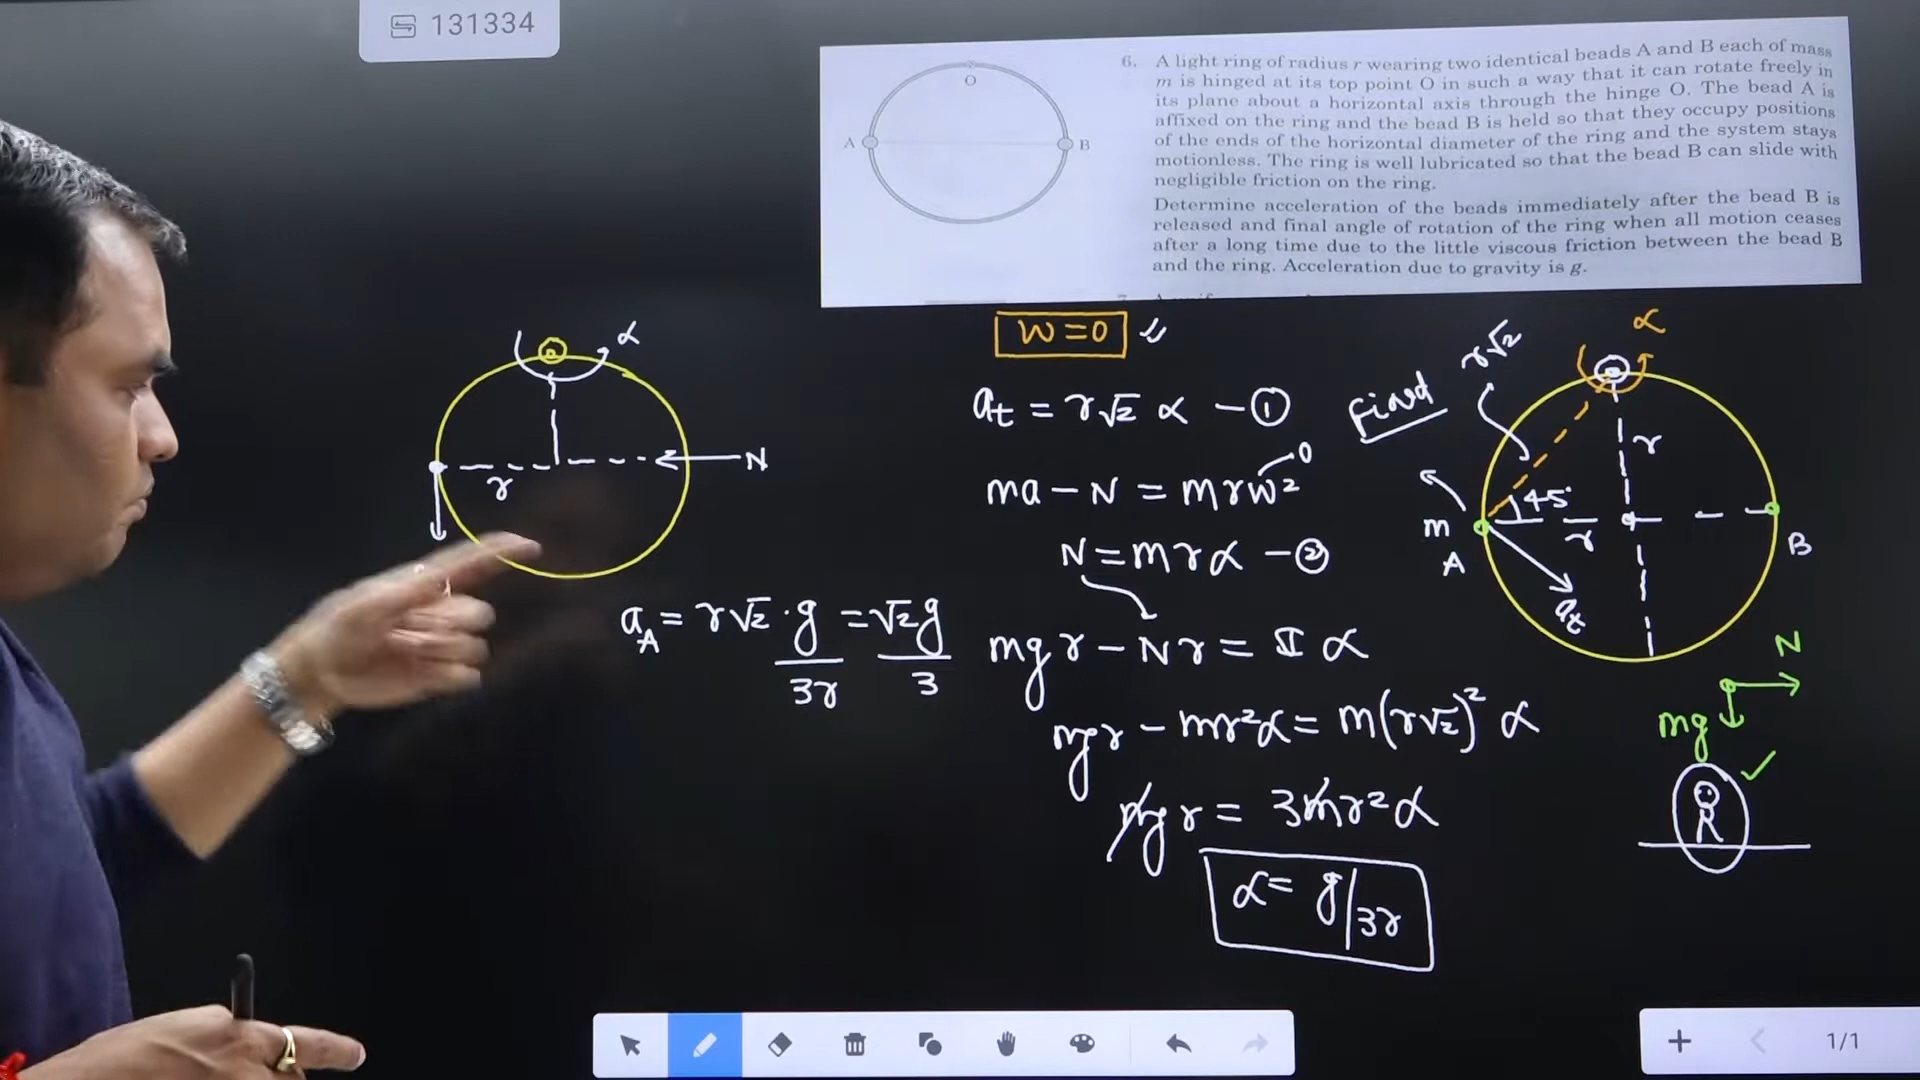 131334
6. A light ring of radius r wearing two identical beads A and B each of mass
m is hinged at its top point O in such a way that it can rotate freely in
its plane about a horizontal axis through the hinge O. The bead A is
affixed on the ring and the bead B is held so that they occupy positions
of the ends of the horizontal diameter of the ring and the system stays
motionless. The ring is well lubricated so that the bead B can slide with
negligible friction on the ring.
Determine acceleration of the beads immediately after the bead B is
released and final angle of rotation of the ring when all motion ceases
after a long time due to the little viscous friction between the bead B
and the ring. Acceleration due to gravity is g.
O
A
B
α
N
r
w=0
a_t = r√2 α - ①
ma - N = mrw² 0
N = mrα - ②
a_A = r√2 · g/3r = √2g/3
mgr - Nr = I α
mgr - mr²α = m(r√2)² α
mgr = 3mr²α
α = g/3r
Find
r√2
α
r
45°
m
A
r
B
a_t
N
mg
1/1